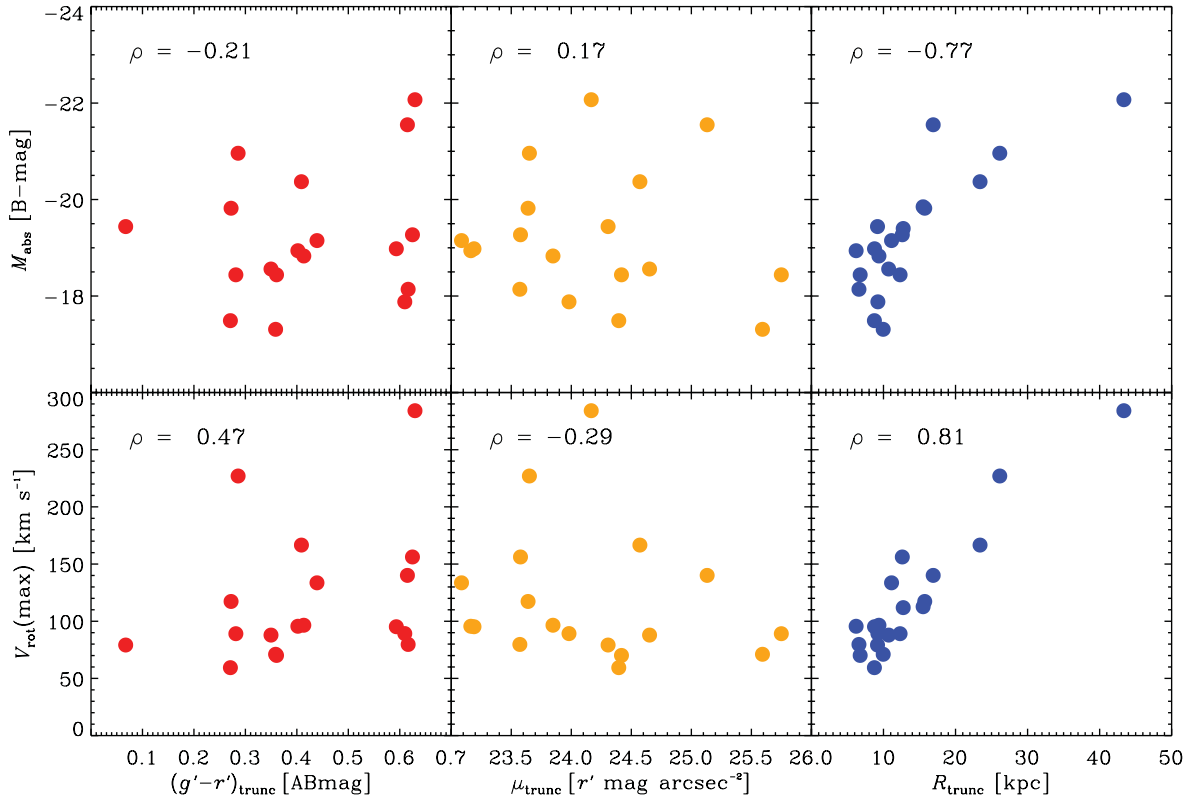 −24
−22
−20
−18
M_abs [B−mag]
ρ = −0.21
ρ = 0.17
ρ = −0.77
300
250
200
150
100
50
0
V_rot(max) [km s⁻¹]
ρ = 0.47
ρ = −0.29
ρ = 0.81
0.1 0.2 0.3 0.4 0.5 0.6 0.7
23.5 24.0 24.5 25.0 25.5 26.0
10 20 30 40 50
(g′−r′)_trunc [ABmag]
μ_trunc [r′ mag arcsec⁻²]
R_trunc [kpc]